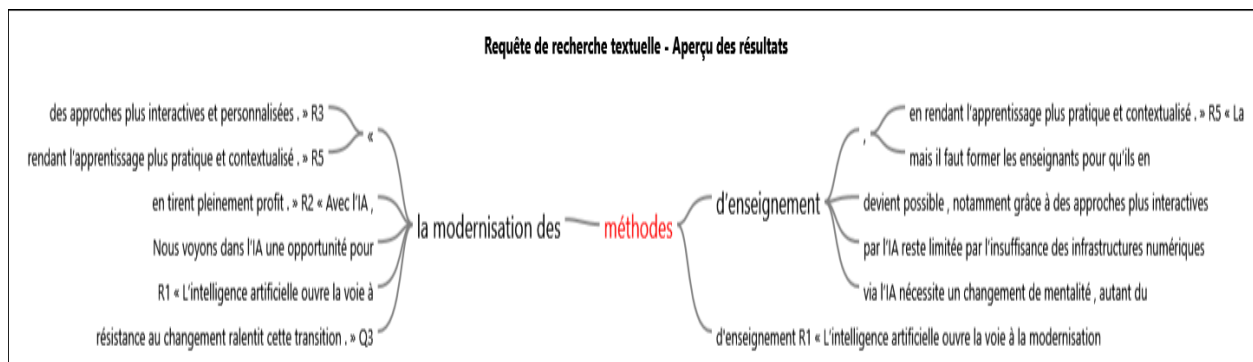 Requête de recherche textuelle - Aperçu des résultats
des approches plus interactives et personnalisées . » R3
rendant l'apprentissage plus pratique et contextualisé . » R5
«
en tirent pleinement profit . » R2 « Avec l'IA ,
Nous voyons dans l'IA une opportunité pour
R1 « L'intelligence artificielle ouvre la voie à
résistance au changement ralentit cette transition . » Q3
la modernisation des
méthodes
d'enseignement
,
en rendant l'apprentissage plus pratique et contextualisé . » R5 « La
mais il faut former les enseignants pour qu'ils en
devient possible , notamment grâce à des approches plus interactives
par l'IA reste limitée par l'insuffisance des infrastructures numériques
via l'IA nécessite un changement de mentalité , autant du
d'enseignement R1 « L'intelligence artificielle ouvre la voie à la modernisation